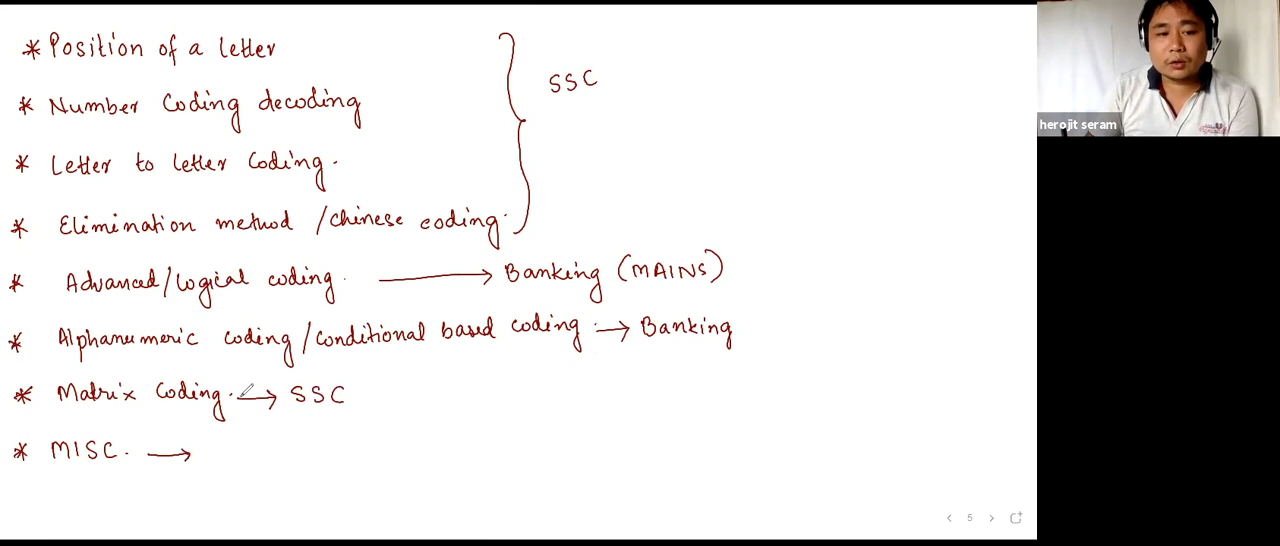 * Position of a letter
* Number Coding decoding
* Letter to letter Coding.
* Elimination method /chinese coding.
SSC
* Advanced/logical coding. → Banking (MAINS)
* Alphanumeric coding/conditional based coding. → Banking
* Matrix Coding. → SSC
* MISC. →
herojit seram
< 5 >